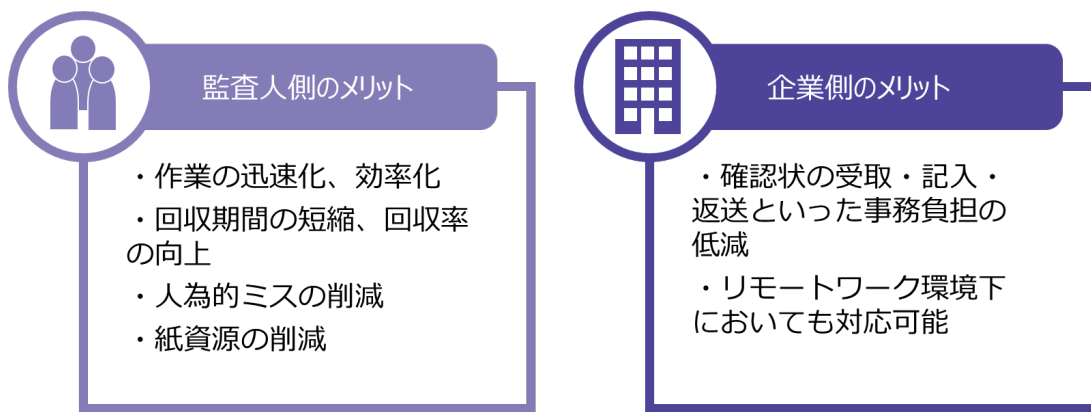 監査人側のメリット
・作業の迅速化、効率化
・回収期間の短縮、回収率
の向上
・人為的ミスの削減
・紙資源の削減
企業側のメリット
・確認状の受取・記入・
返送といった事務負担の
低減
・リモートワーク環境下
においても対応可能